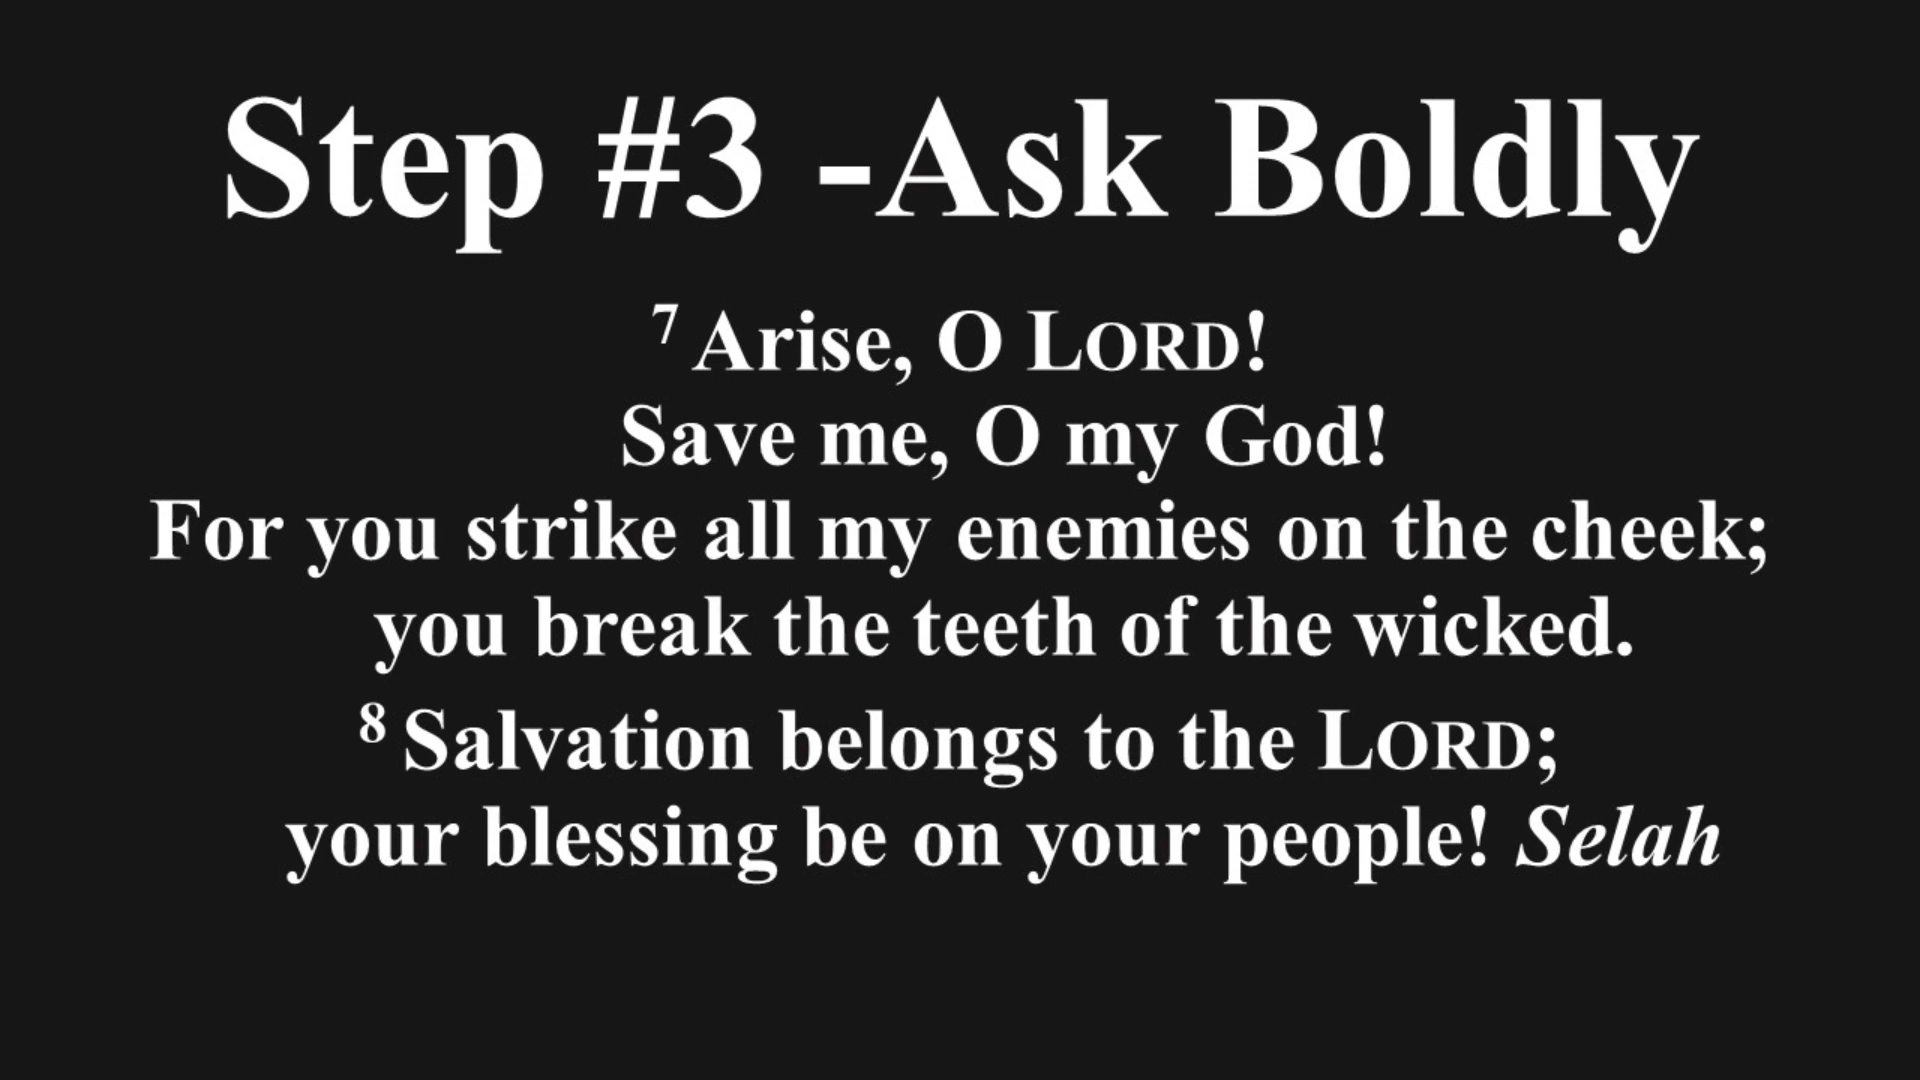 Step #3 -Ask Boldly
7 Arise, O LORD!
Save me, O my God!
For you strike all my enemies on the cheek;
you break the teeth of the wicked.
8 Salvation belongs to the LORD;
your blessing be on your people! Selah